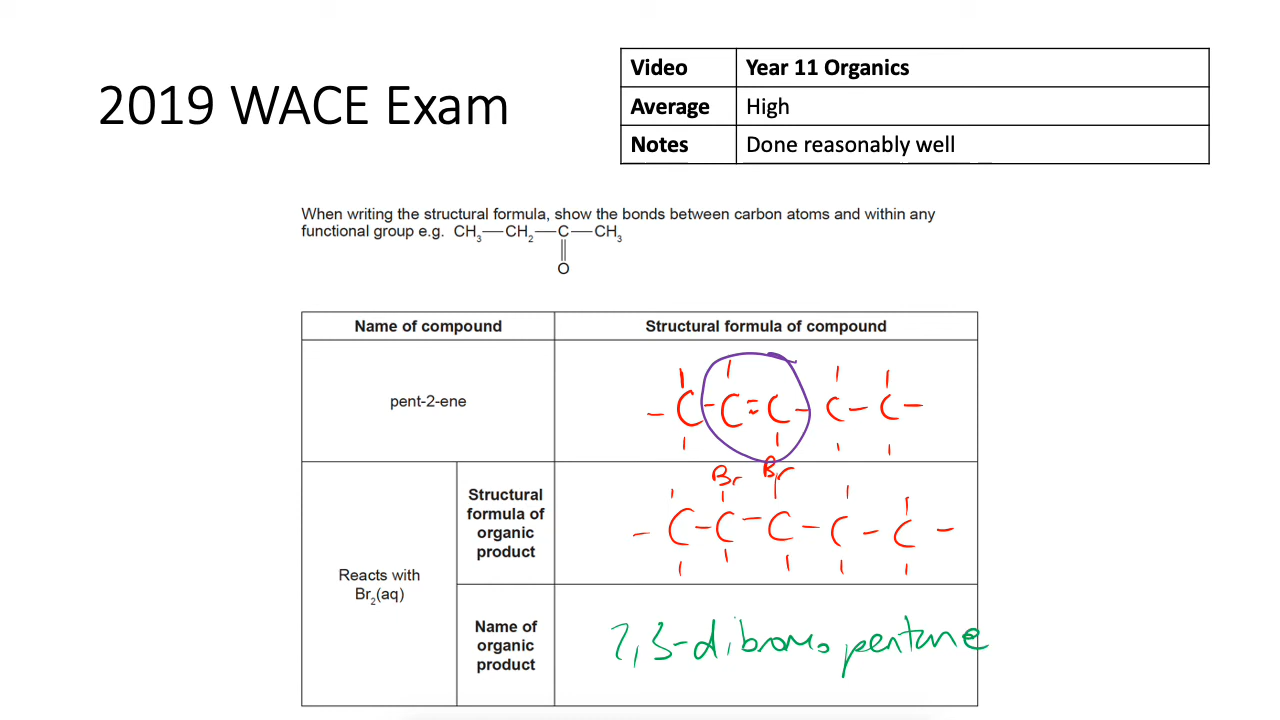 2019 WACE Exam
Video Year 11 Organics
Average High
Notes Done reasonably well
When writing the structural formula, show the bonds between carbon atoms and within any
functional group e.g. CH₃—CH₂—C—CH₃
O
Name of compound Structural formula of compound
pent-2-ene
C - C = C - C - C
Br Br
Reacts with
Br₂(aq)
Structural
formula of
organic
product
- C - C - C - C - C -
Name of
organic
product
2,3-dibromopentane